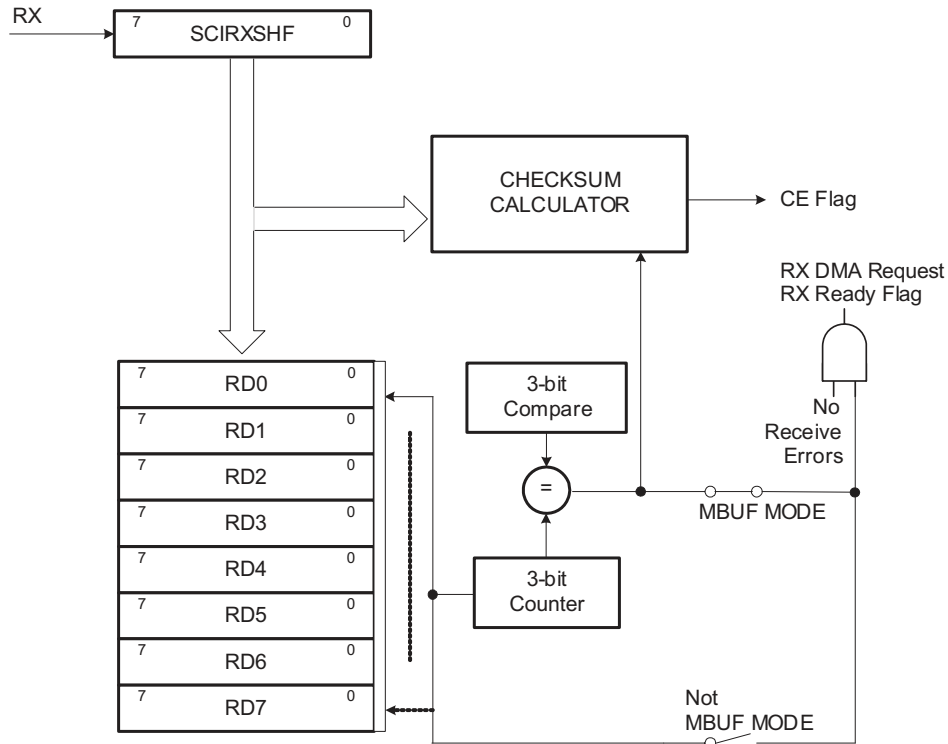 RX
7 SCIRXSHF 0
CHECKSUM
CALCULATOR
CE Flag
RX DMA Request
RX Ready Flag
No
Receive
Errors
7 RD0 0
7 RD1 0
7 RD2 0
7 RD3 0
7 RD4 0
7 RD5 0
7 RD6 0
7 RD7 0
3-bit
Compare
=
MBUF MODE
3-bit
Counter
Not
MBUF MODE